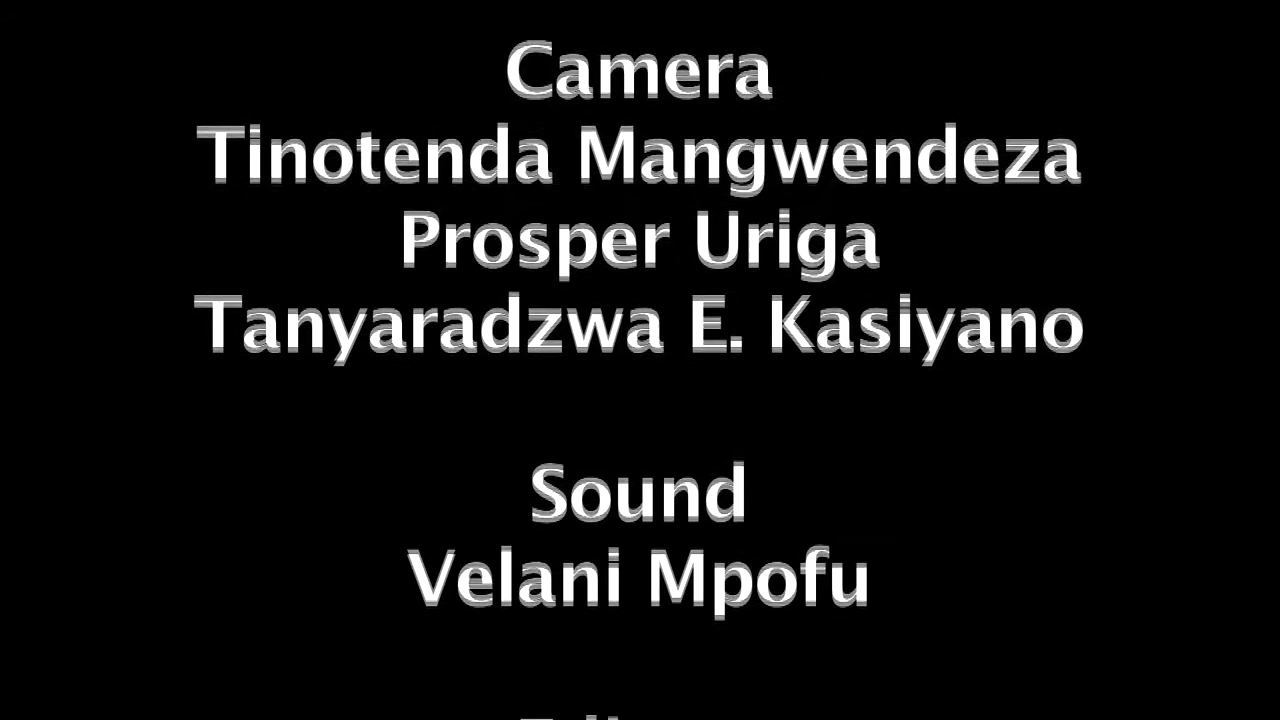 Camera
Tinotenda Mangwendeza
Prosper Uriga
Tanyaradzwa E. Kasiyano
Sound
Velani Mpofu